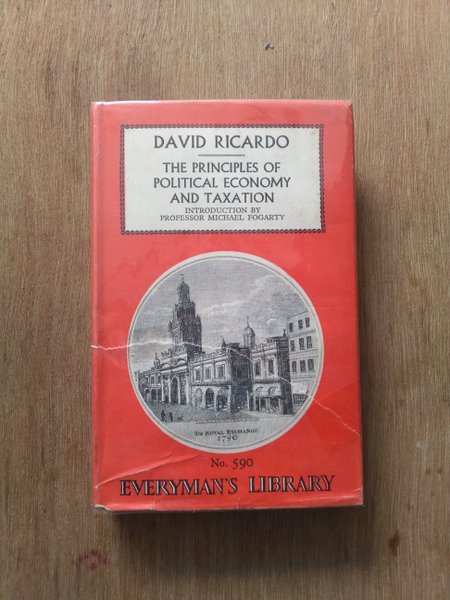 DAVID RICARDO
THE PRINCIPLES OF
POLITICAL ECONOMY
AND TAXATION
INTRODUCTION BY
PROFESSOR MICHAEL FOGARTY
The ROYAL EXCHANGE
1796
No. 590
EVERYMAN'S LIBRARY